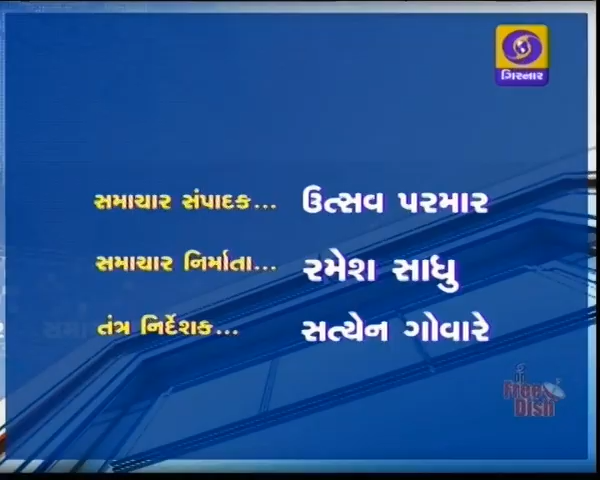 ગિરનાર
સમાચાર સંપાદક... ઉત્સવ પરમાર
સમાચાર નિર્માતા... રમેશ સાધુ
તંત્ર નિર્દેશક... સત્યેન ગોવારે
Free
Dish